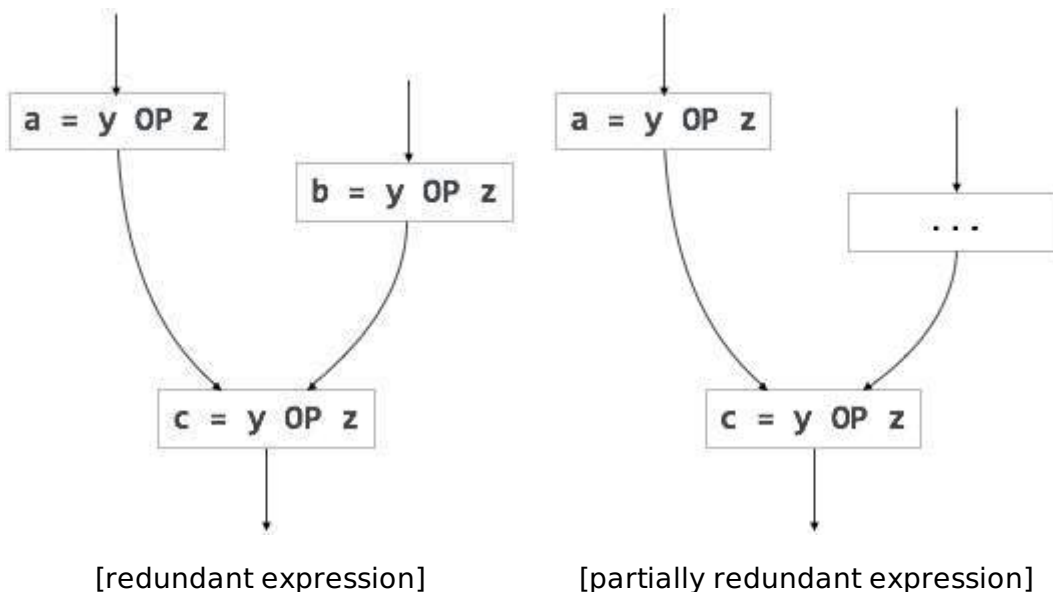 a = y OP z
b = y OP z
c = y OP z
[redundant expression]
a = y OP z
...
c = y OP z
[partially redundant expression]